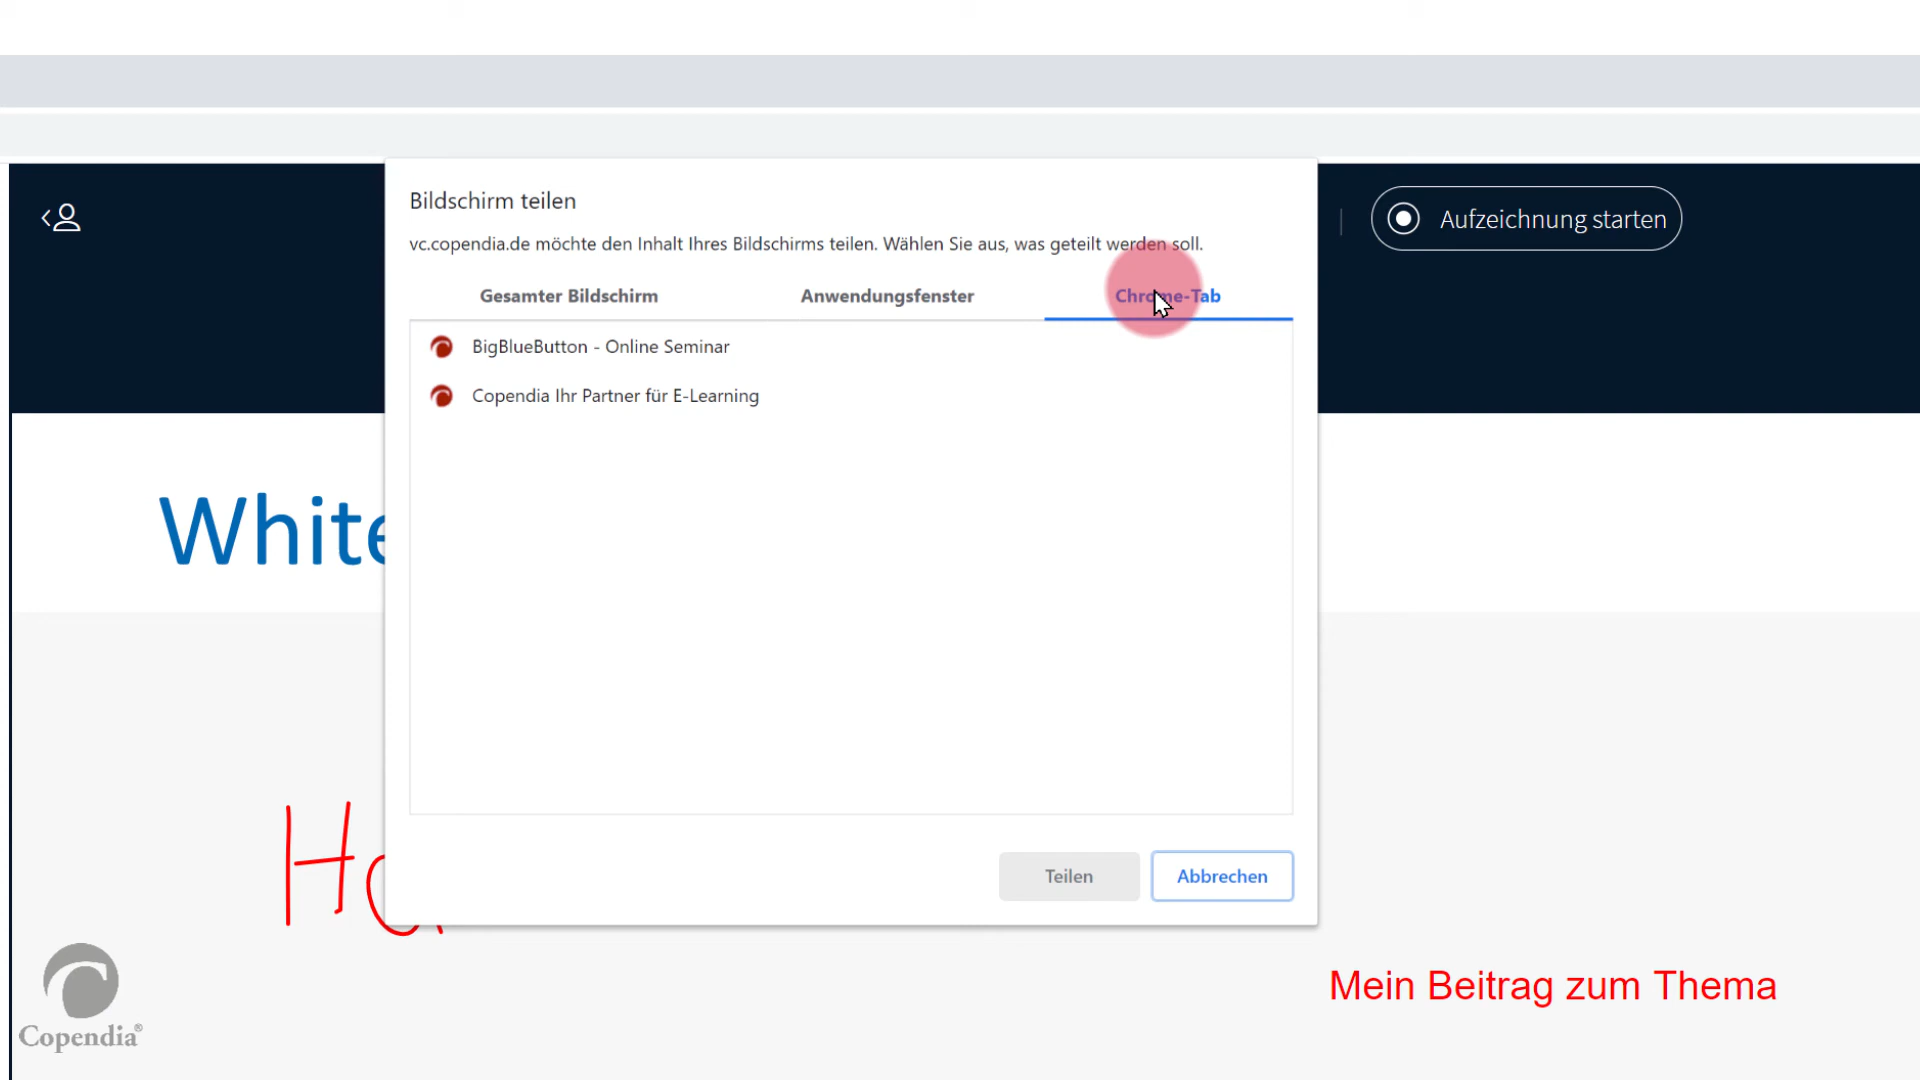 Aufzeichnung starten
Bildschirm teilen
vc.copendia.de möchte den Inhalt Ihres Bildschirms teilen. Wählen Sie aus, was geteilt werden soll.
Gesamter Bildschirm Anwendungsfenster Chrome-Tab
BigBlueButton - Online Seminar
Copendia Ihr Partner für E-Learning
White
Teilen Abbrechen
Mein Beitrag zum Thema
Copendia®